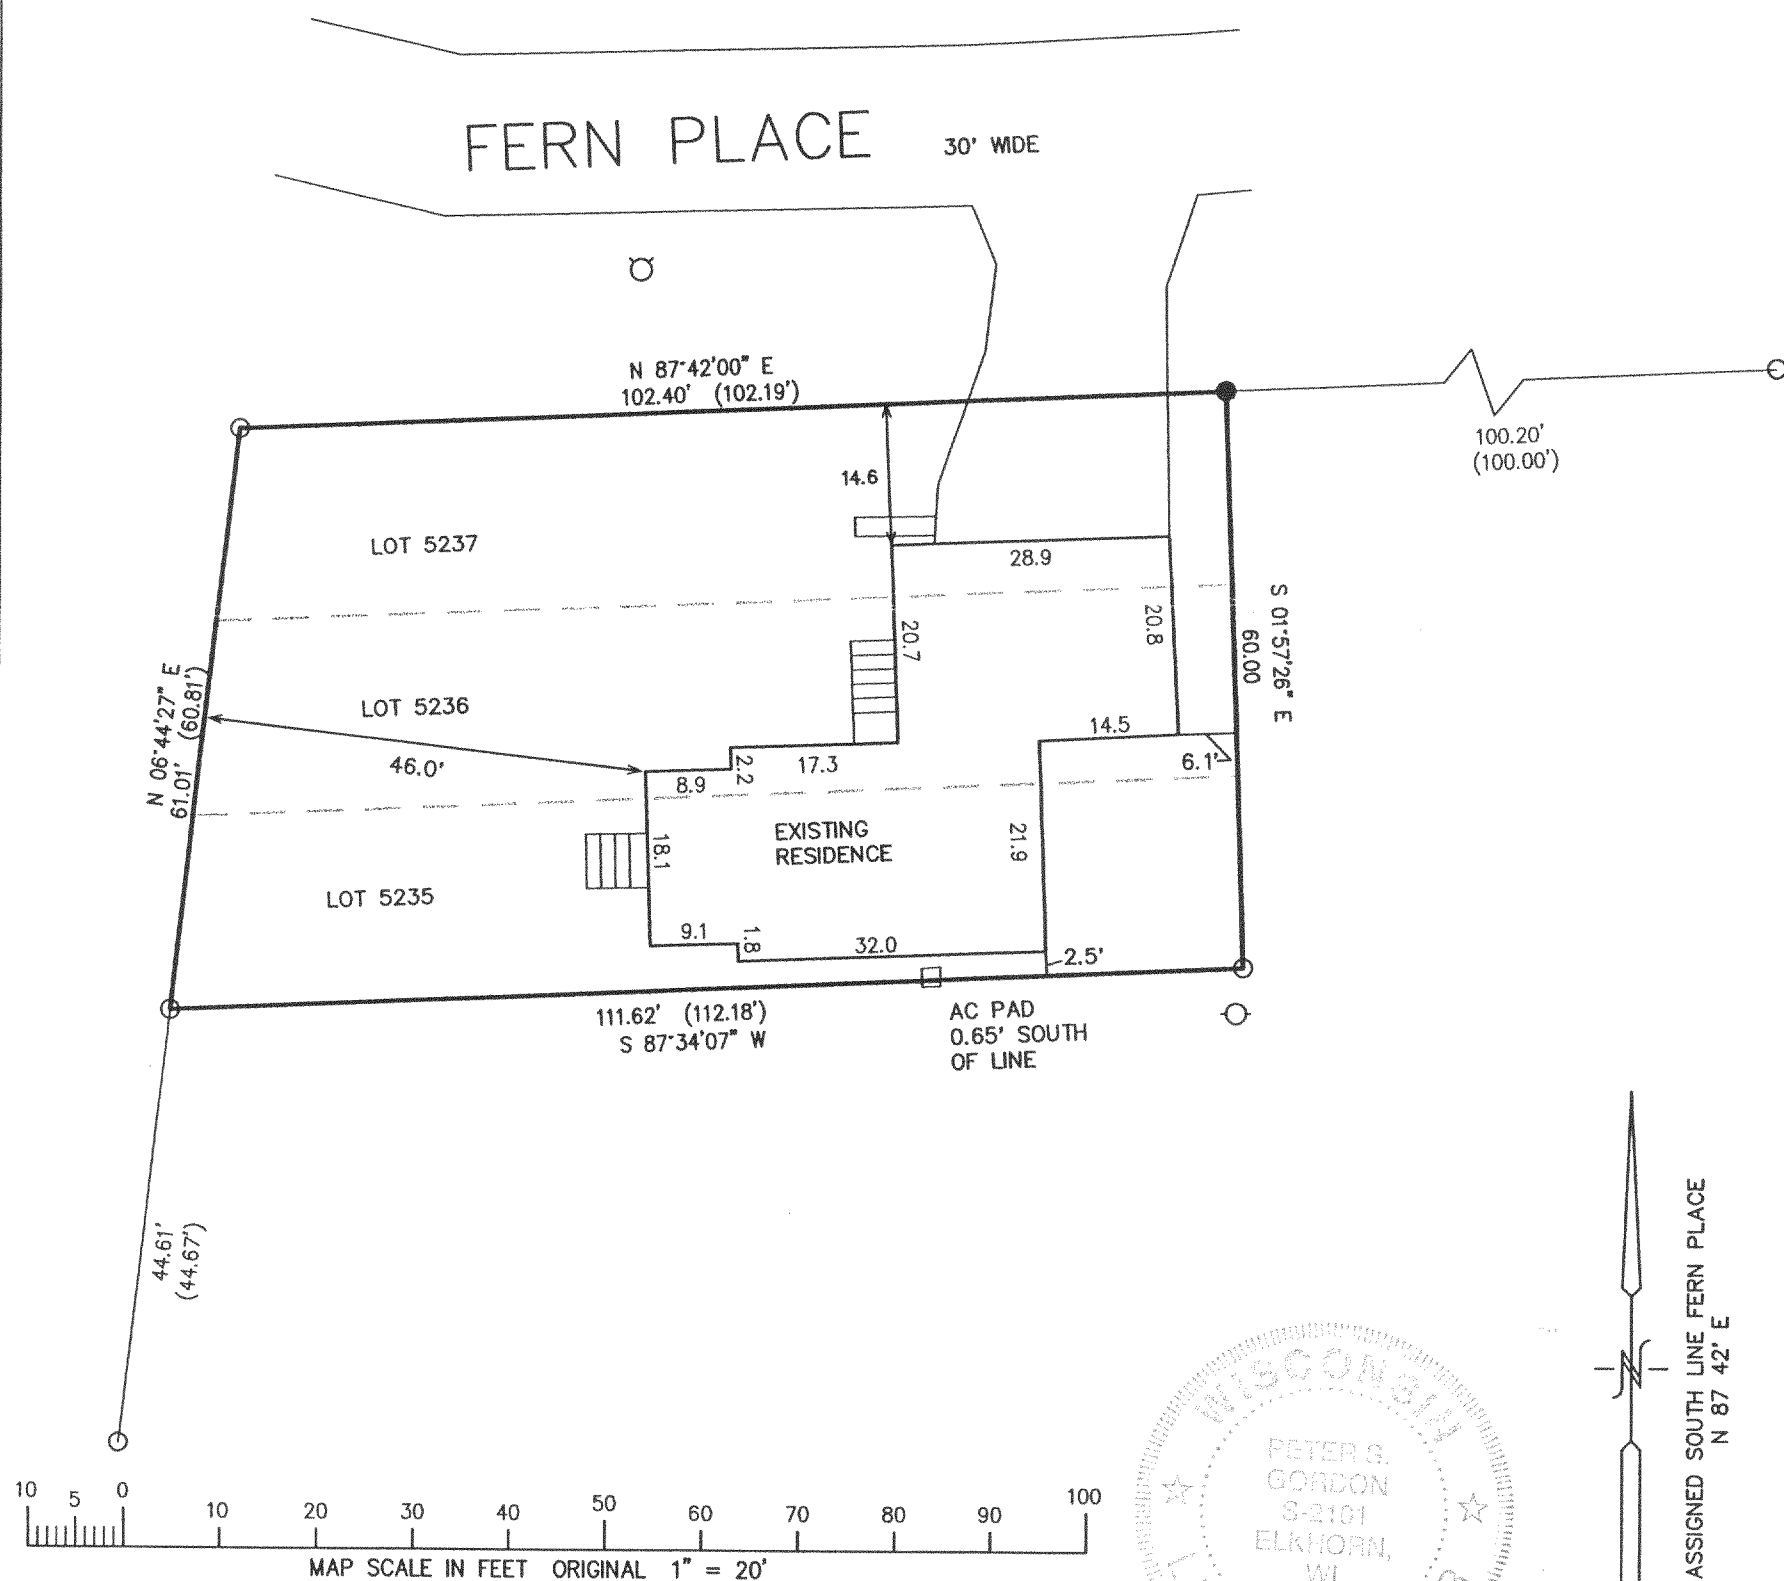 FERN PLACE 30' WIDE
N 87°42'00" E
102.40' (102.19')
100.20'
(100.00')
14.6
LOT 5237
28.9
20.7
20.8
S 01°57'26" E
60.00
N 06°44'27" E
61.01' (60.81')
LOT 5236
46.0'
14.5
6.1'
2.2
17.3
8.9
EXISTING
RESIDENCE
18.1
21.9
LOT 5235
9.1
1.8
32.0
2.5'
111.62' (112.18')
S 87°34'07" W
AC PAD
0.65' SOUTH
OF LINE
44.61'
(44.67')
ASSIGNED SOUTH LINE FERN PLACE
N 87 42' E
N
WISCONSIN
PETER S.
GORDON
S-2101
ELKHORN,
WI
10 5 0 10 20 30 40 50 60 70 80 90 100
MAP SCALE IN FEET ORIGINAL 1" = 20'